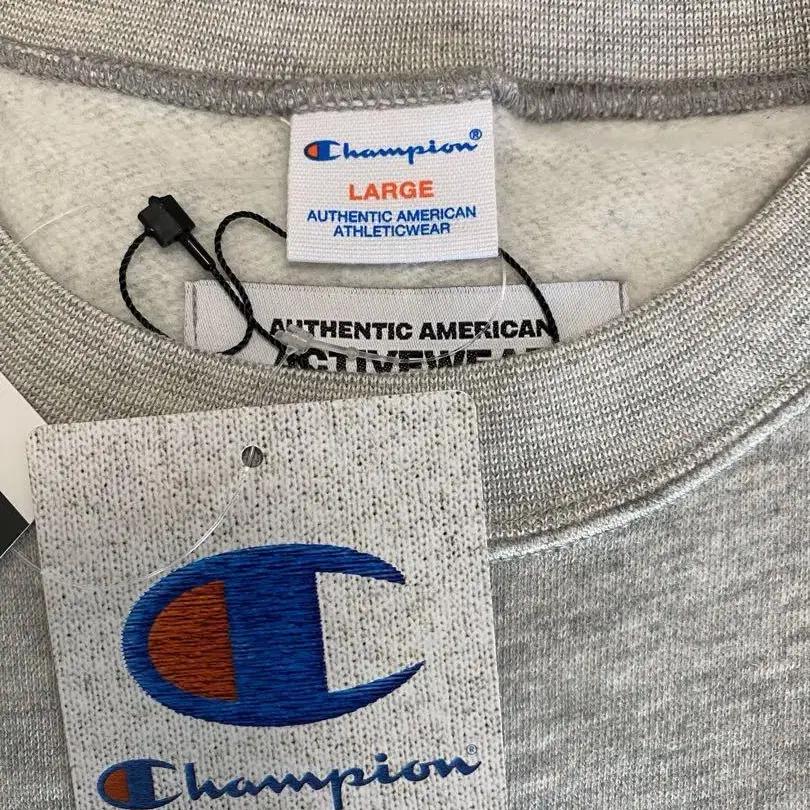 Champion®
LARGE
AUTHENTIC AMERICAN
ATHLETICWEAR
AUTHENTIC AMERICAN
ACTIVEWEAR
Champion®